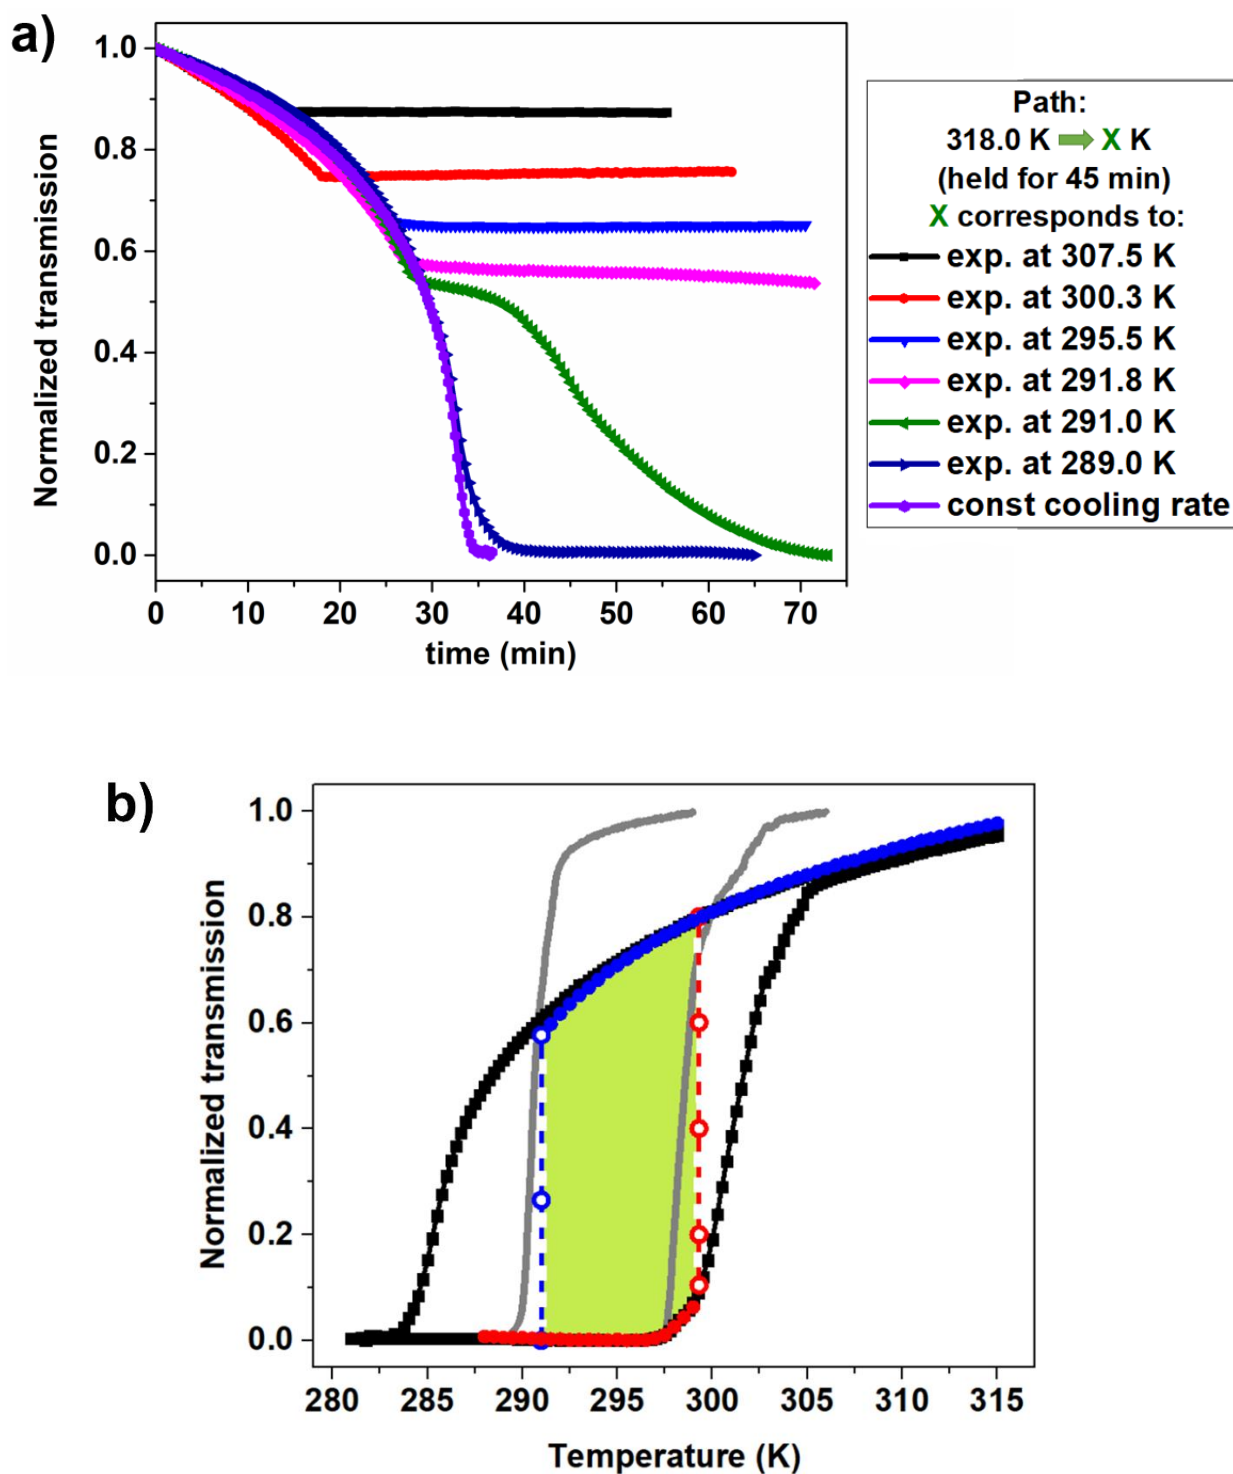 a)
1.0
0.8
0.6
0.4
0.2
0.0
Normalized transmission
0 10 20 30 40 50 60 70
time (min)
Path:
318.0 K X K
(held for 45 min)
X corresponds to:
exp. at 307.5 K
exp. at 300.3 K
exp. at 295.5 K
exp. at 291.8 K
exp. at 291.0 K
exp. at 289.0 K
const cooling rate
b)
1.0
0.8
0.6
0.4
0.2
0.0
Normalized transmission
280 285 290 295 300 305 310 315
Temperature (K)